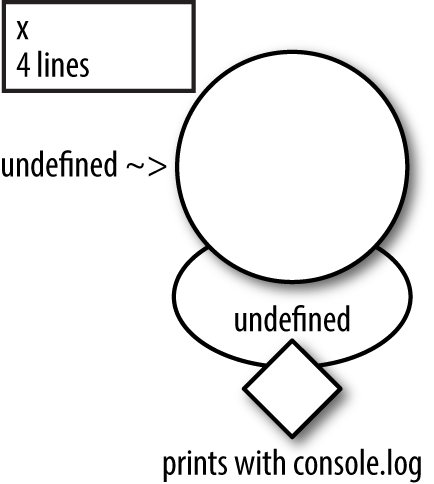 x
4 lines
undefined ~>
undefined
prints with console.log